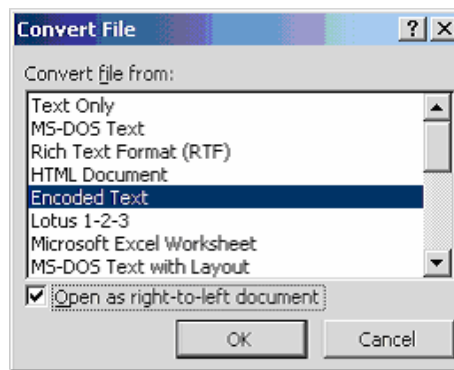 Convert File
Convert file from:
Text Only
MS-DOS Text
Rich Text Format (RTF)
HTML Document
Encoded Text
Lotus 1-2-3
Microsoft Excel Worksheet
MS-DOS Text with Layout
Open as right-to-left document
OK Cancel